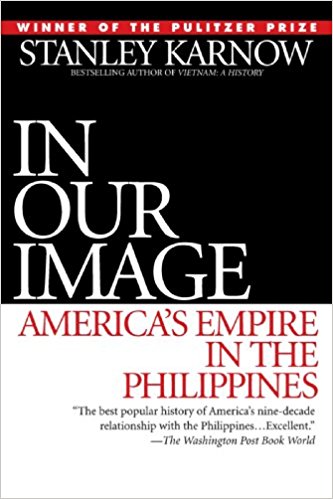 WINNER OF THE PULITZER PRIZE
STANLEY KARNOW
BESTSELLING AUTHOR OF VIETNAM: A HISTORY
IN
OUR
IMAGE
AMERICA'S EMPIRE
IN THE
PHILIPPINES
“The best popular history of America's nine-decade
relationship with the Philippines...Excellent.”
—The Washington Post Book World